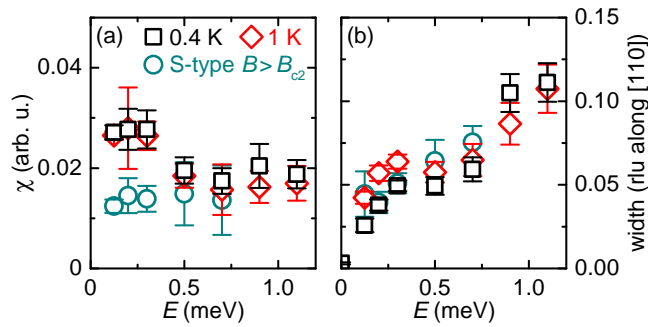 (a) 0.4 K 1 K
S-type B > Bc2
(b)
0.04
0.02
0
χ (arb. u.)
0 0.5 1.0
E (meV)
0 0.5 1.0
E (meV)
0.15
0.10
0.05
0.00
width (rlu along [110])